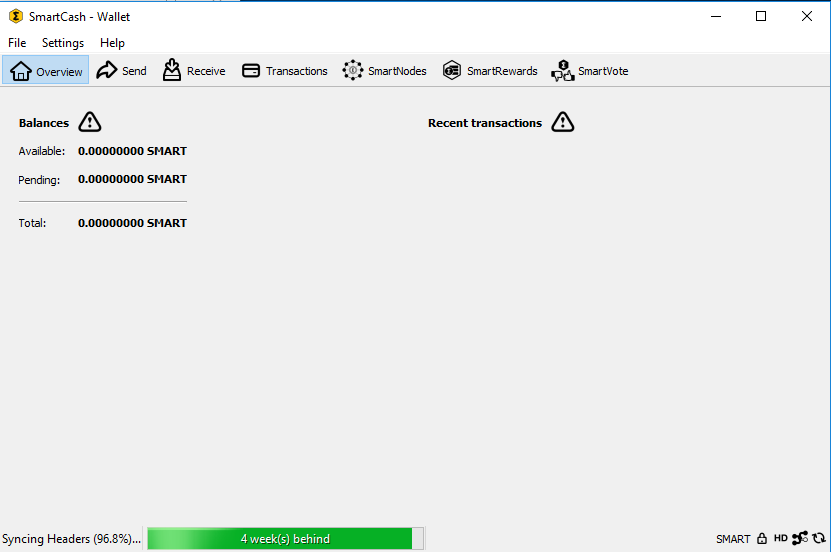 SmartCash - Wallet
File Settings Help
Overview Send Receive Transactions SmartNodes SmartRewards SmartVote
Balances Recent transactions
Available: 0.00000000 SMART
Pending: 0.00000000 SMART
Total: 0.00000000 SMART
Syncing Headers (96.8%)... 4 week(s) behind SMART HD